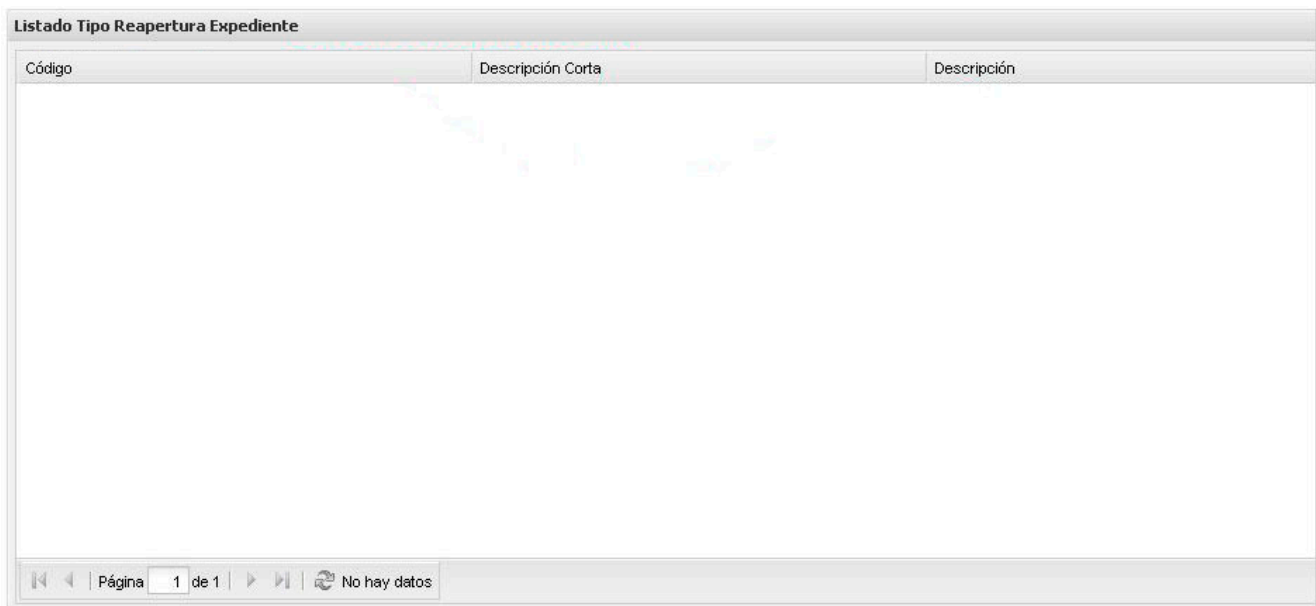 Listado Tipo Reapertura Expediente
Código Descripción Corta Descripción
Página 1 de 1 No hay datos